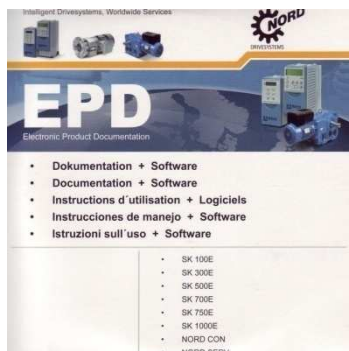 Intelligent Drivesystems, Worldwide Services
NORD
DRIVESYSTEMS
EPD
Electronic Product Documentation
• Dokumentation + Software
• Documentation + Software
• Instructions d´utilisation + Logiciels
• Instrucciones de manejo + Software
• Istruzioni sull´uso + Software
• SK 100E
• SK 300E
• SK 500E
• SK 700E
• SK 750E
• SK 1000E
• NORD CON